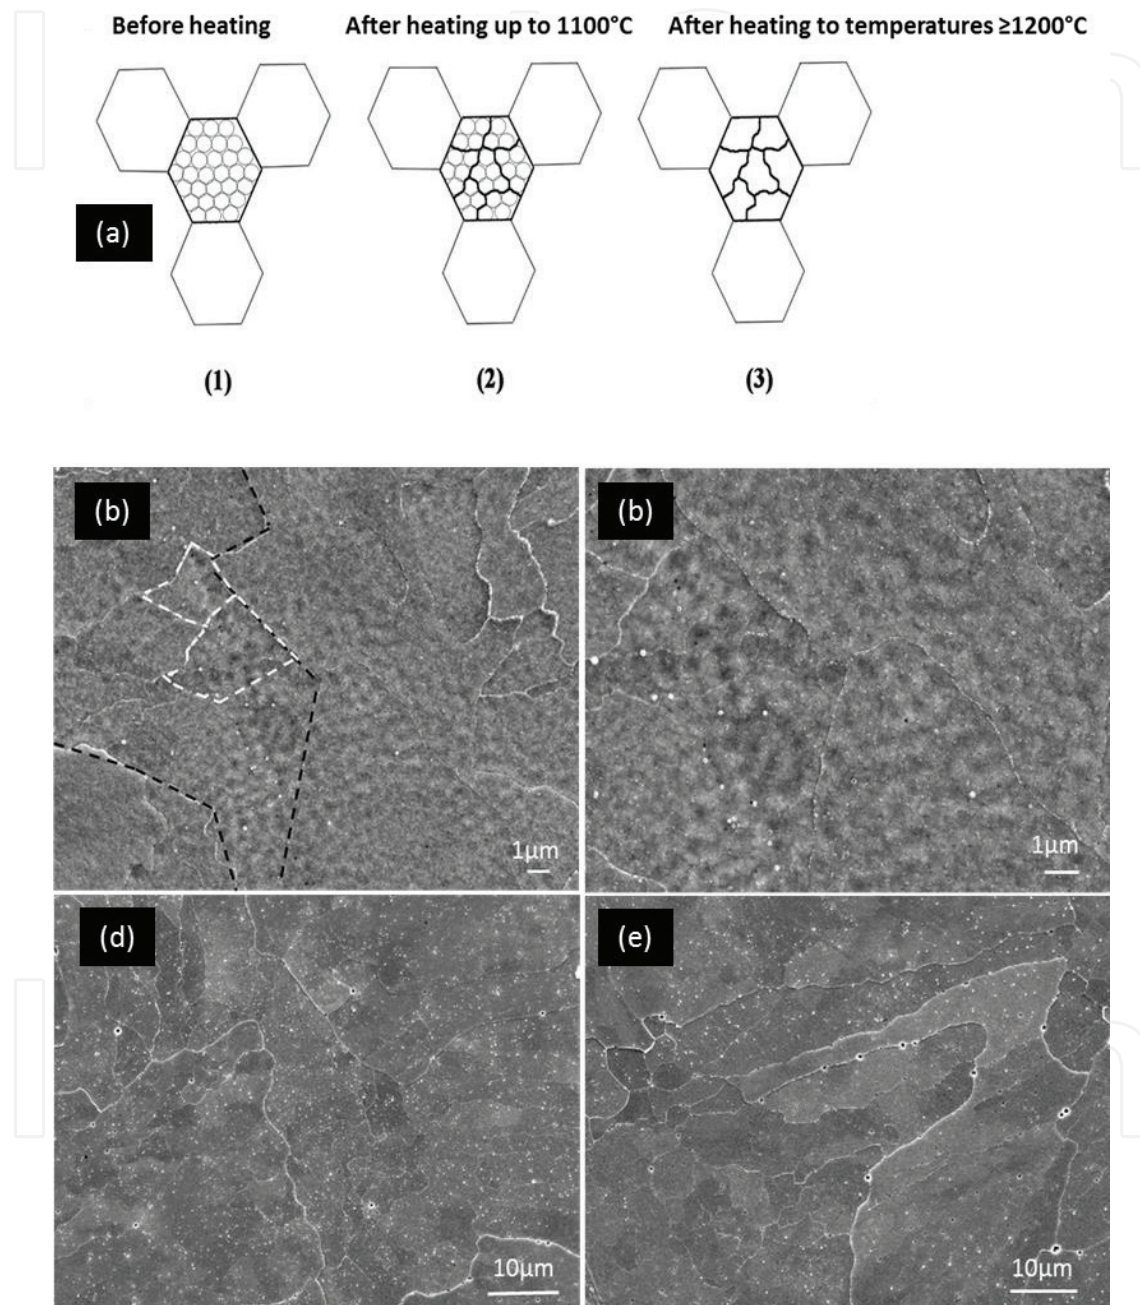 Before heating
After heating up to 1100°C
After heating to temperatures ≥1200°C
(a)
(1)
(2)
(3)
(b)
(b)
1μm
1μm
(d)
(e)
10μm
10μm